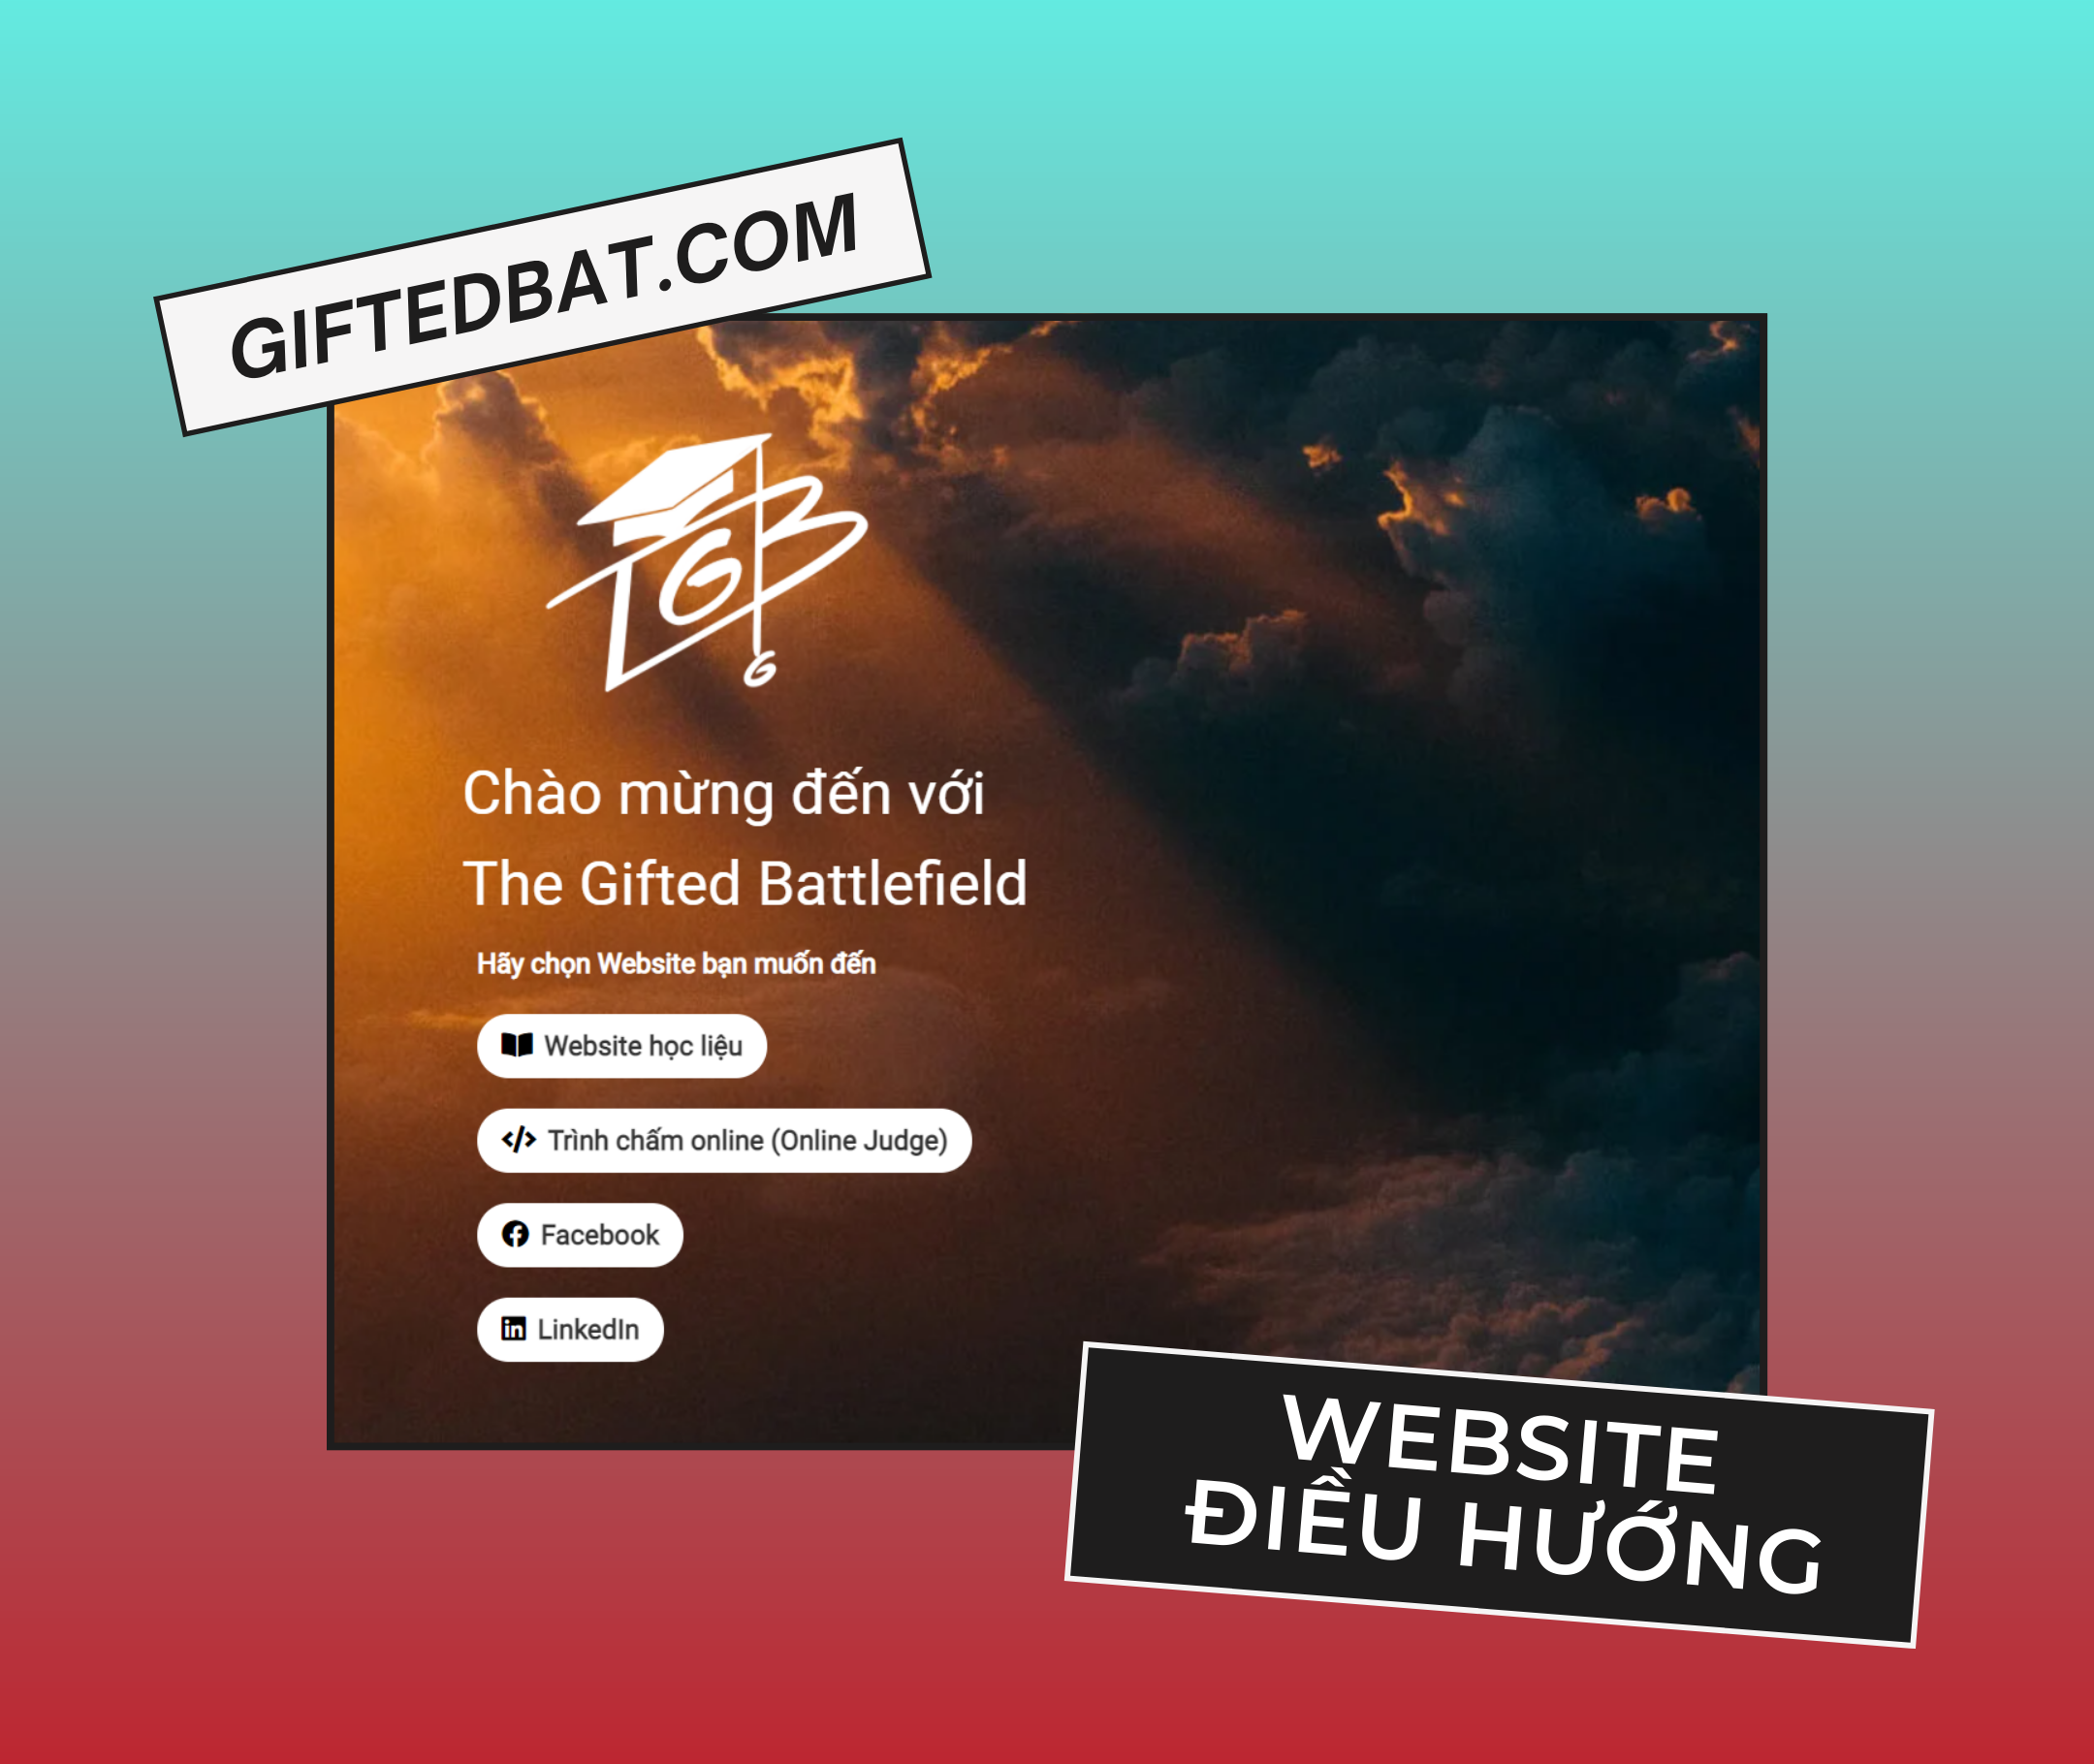 GIFTEDBAT.COM
TGB
G
Chào mừng đến với
The Gifted Battlefield
Hãy chọn Website bạn muốn đến
Website học liệu
</> Trình chấm online (Online Judge)
Facebook
in LinkedIn
WEBSITE
ĐIỀU HƯỚNG